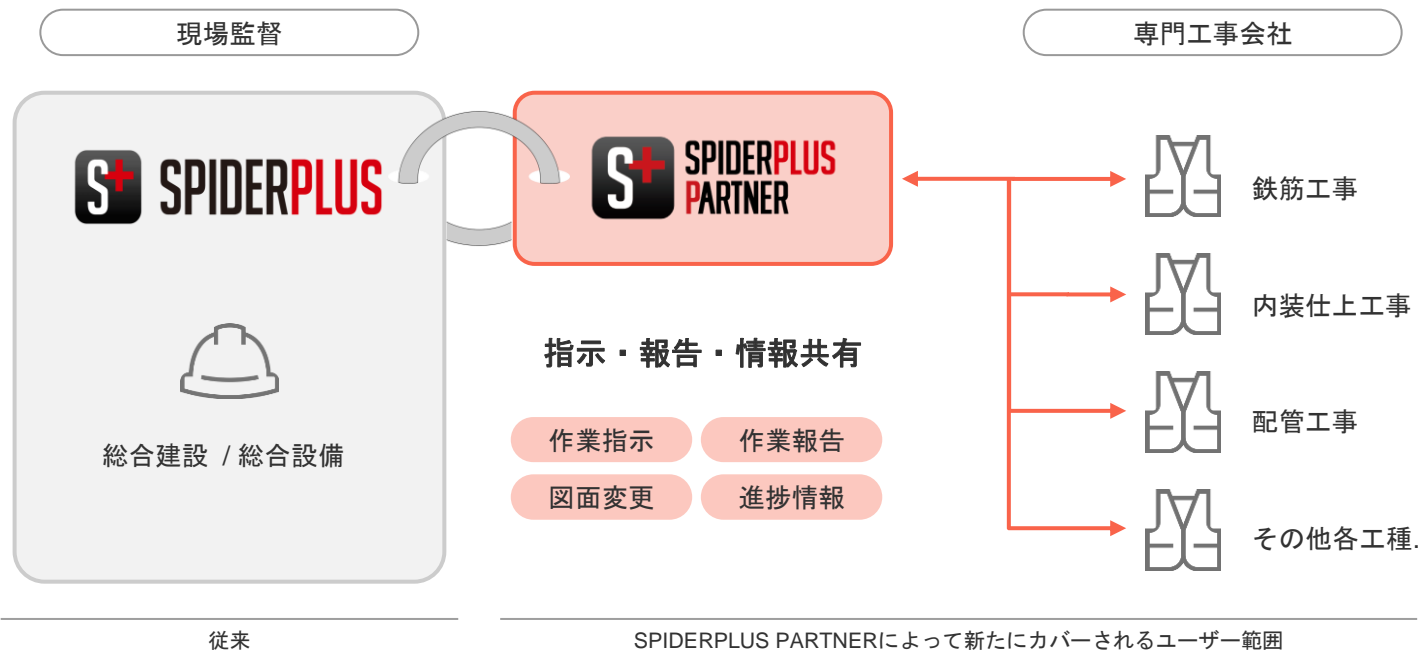 現場監督
専門工事会社
S+ SPIDERPLUS
S+ SPIDERPLUS
PARTNER
鉄筋工事
内装仕上工事
指示・報告・情報共有
配管工事
作業指示
作業報告
総合建設 / 総合設備
図面変更
進捗情報
その他各工種.
従来
SPIDERPLUS PARTNERによって新たにカバーされるユーザー範囲